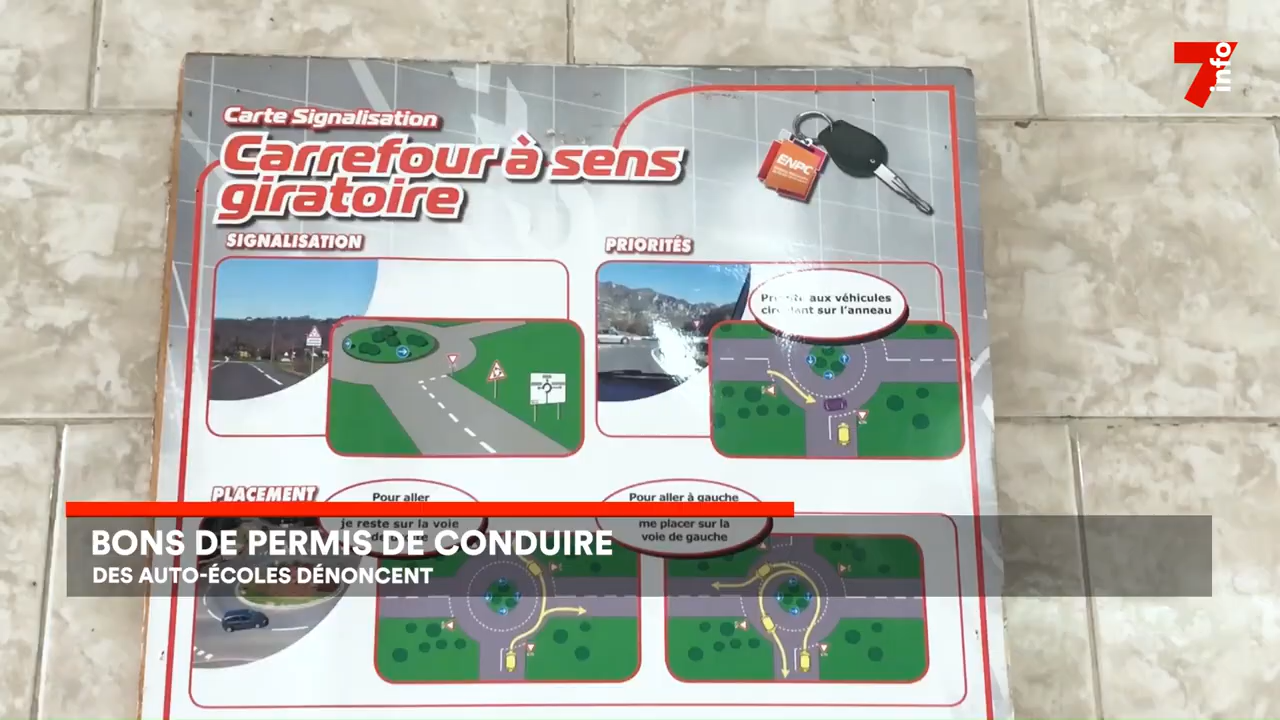 7 info
Carte Signalisation
Carrefour à sens
giratoire
ENPC
SIGNALISATION
PRIORITÉS
aux véhicules
sur l'anneau
PLACEMENT
Pour aller
je reste sur la voie
Pour aller à gauche
me placer sur la
voie de gauche
BONS DE PERMIS DE CONDUIRE
DES AUTO-ÉCOLES DÉNONCENT